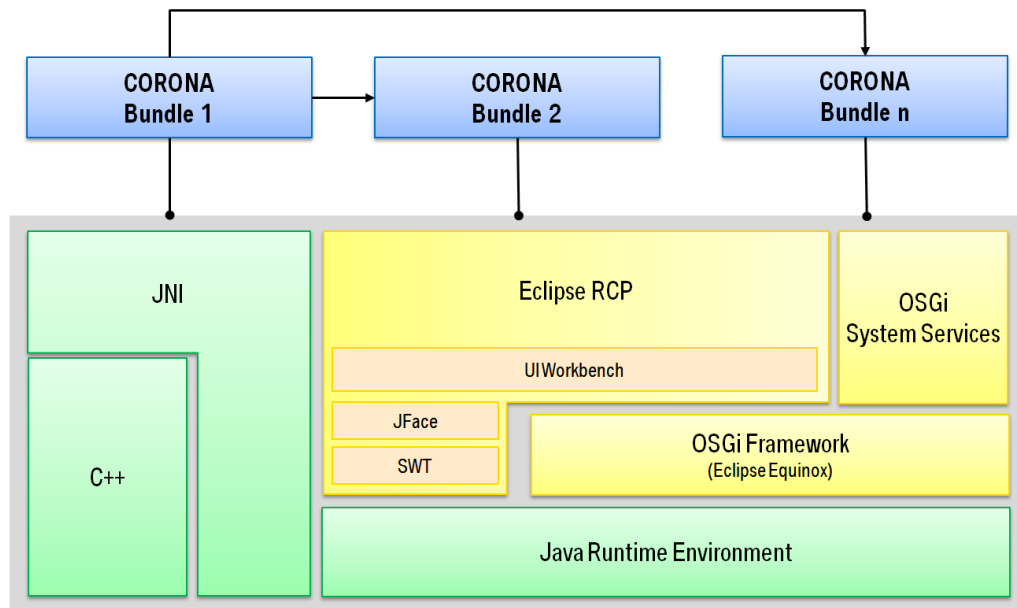 CORONA
Bundle 1
CORONA
Bundle 2
CORONA
Bundle n
JNI
C++
Eclipse RCP
UI Workbench
JFace
SWT
OSGi
System Services
OSGi Framework
(Eclipse Equinox)
Java Runtime Environment